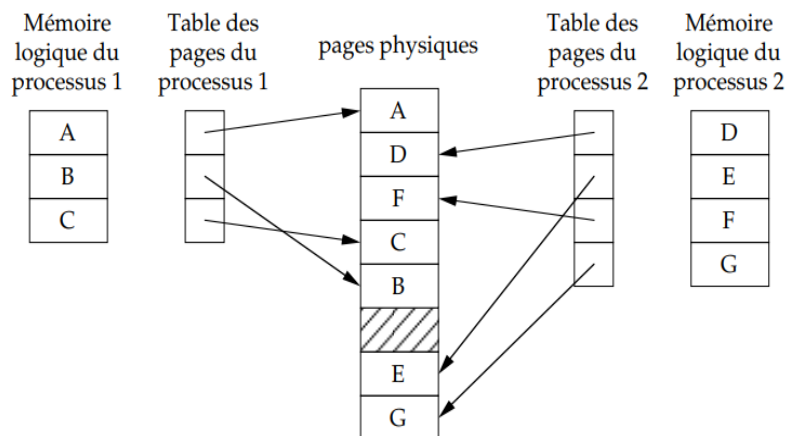 Mémoire
logique du
processus 1
Table des
pages du
processus 1
pages physiques
Table des
pages du
processus 2
Mémoire
logique du
processus 2
A
B
C
A
D
F
C
B
E
G
D
E
F
G